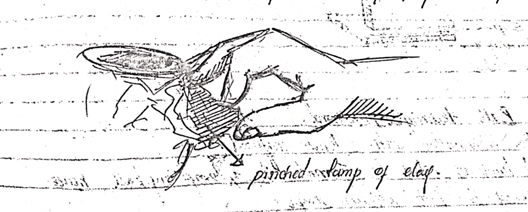 pinched lump of clay.